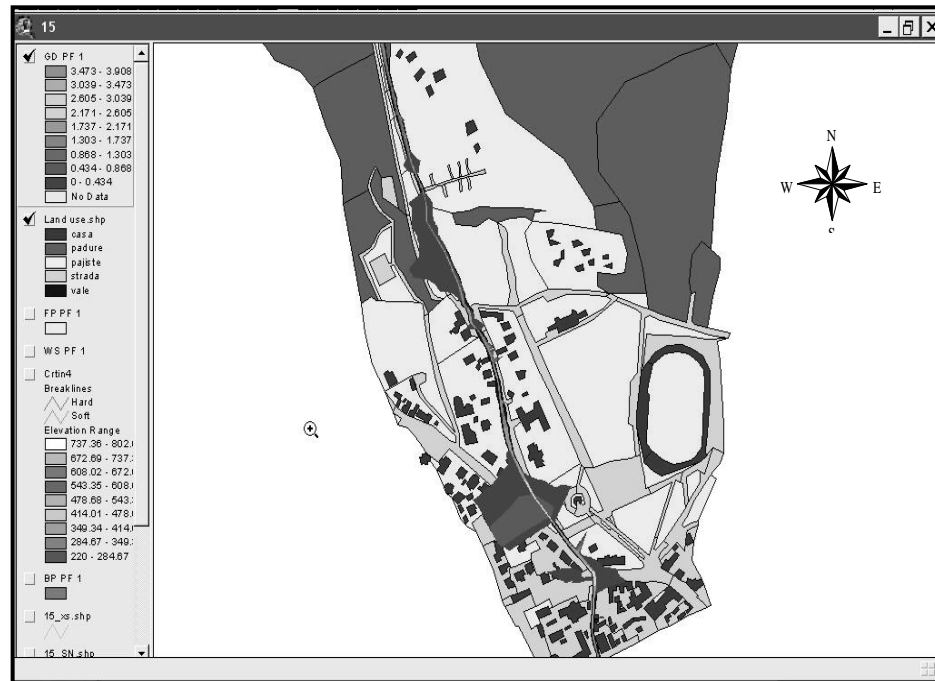 15
GD PF 1
3.473 - 3.908
3.039 - 3.473
2.605 - 3.039
2.171 - 2.605
1.737 - 2.171
1.303 - 1.737
0.868 - 1.303
0.434 - 0.868
0 - 0.434
No Data
Land use.shp
casa
padure
pajiste
strada
vale
FP PF 1
WS PF 1
Crtin4
Breaklines
Hard
Soft
Elevation Range
737.36 - 802.
672.69 - 737.
608.02 - 672.
543.35 - 608.
478.68 - 543.
414.01 - 478.
349.34 - 414.
284.67 - 349.
220 - 284.67
BP PF 1
15_xs.shp
15_SN.shp
N
W E
S